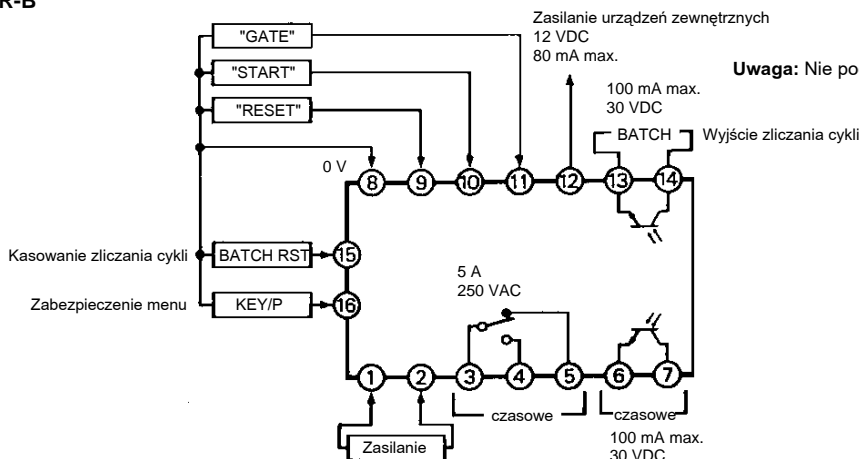 R-B
Zasilanie urządzeń zewnętrznych
12 VDC
80 mA max.
"GATE"
"START"
"RESET"
Uwaga: Nie po
100 mA max.
30 VDC
BATCH
Wyjście zliczania cykli
0 V
8
9
10
11
12
13
14
Kasowanie zliczania cykli
BATCH RST
15
Zabezpieczenie menu
KEY/P
16
5 A
250 VAC
1
2
3
4
5
6
7
czasowe
czasowe
Zasilanie
100 mA max.
30 VDC